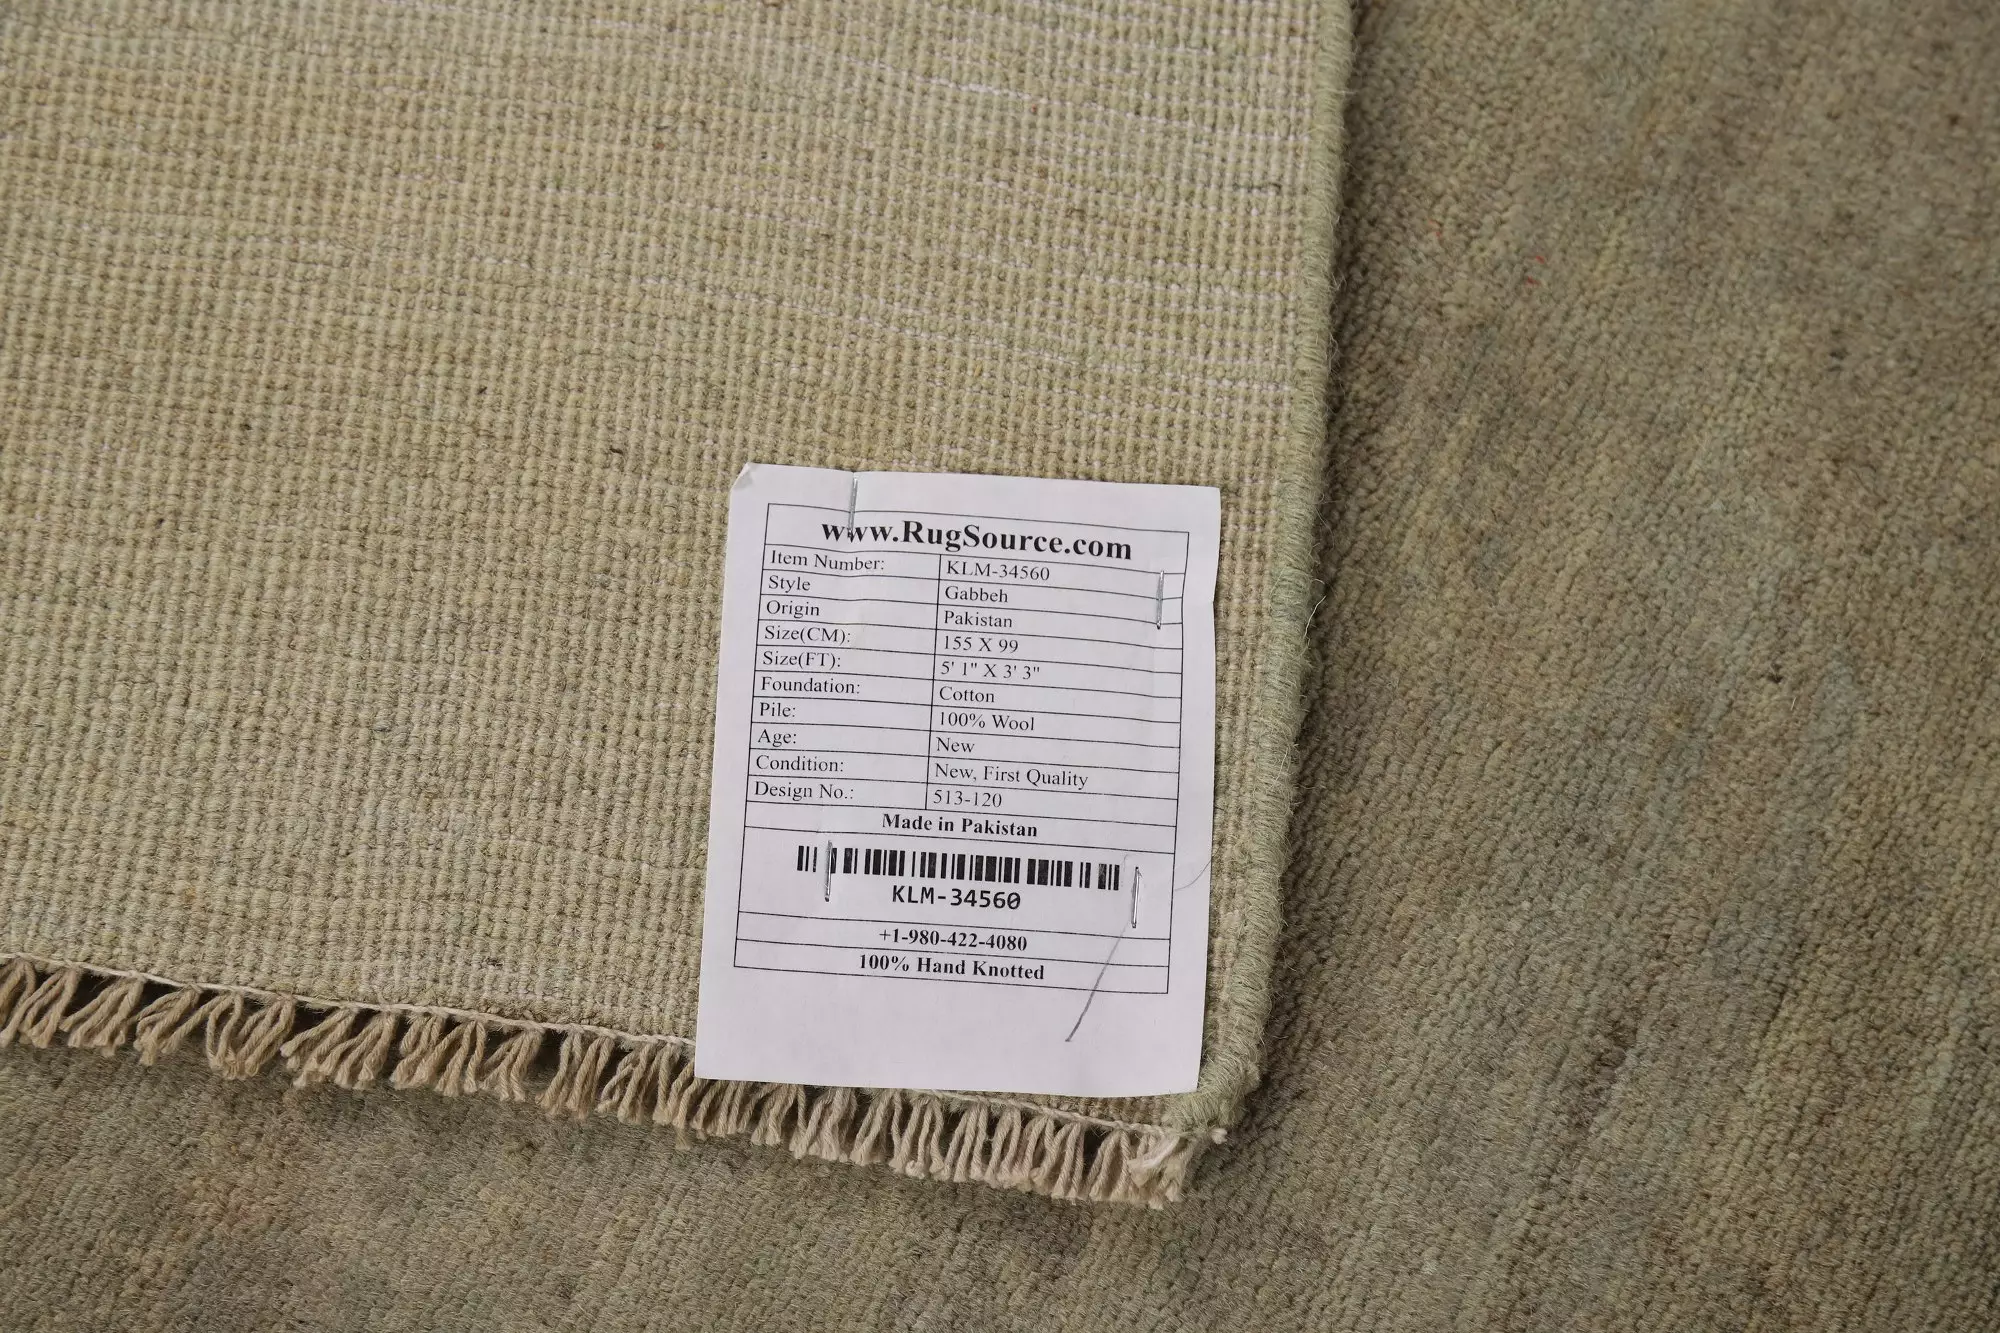 www.RugSource.com
Item Number: KLM-34560
Style Gabbeh
Origin Pakistan
Size(CM): 155 X 99
Size(FT): 5' 1" X 3' 3"
Foundation: Cotton
Pile: 100% Wool
Age: New
Condition: New, First Quality
Design No.: 513-120
Made in Pakistan
KLM-34560
+1-980-422-4080
100% Hand Knotted